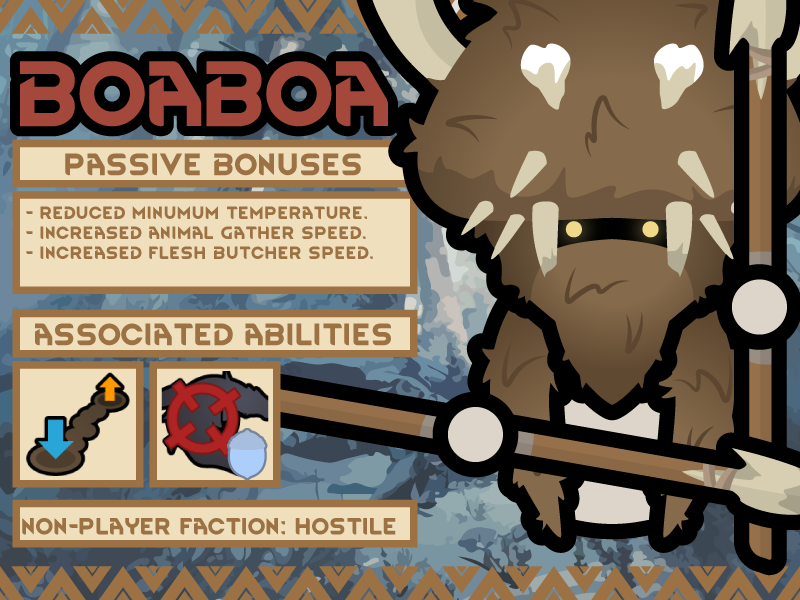 BOABOA
PASSIVE BONUSES
- REDUCED MINUMUM TEMPERATURE.
- INCREASED ANIMAL GATHER SPEED.
- INCREASED FLESH BUTCHER SPEED.
ASSOCIATED ABILITIES
NON-PLAYER FACTION: HOSTILE